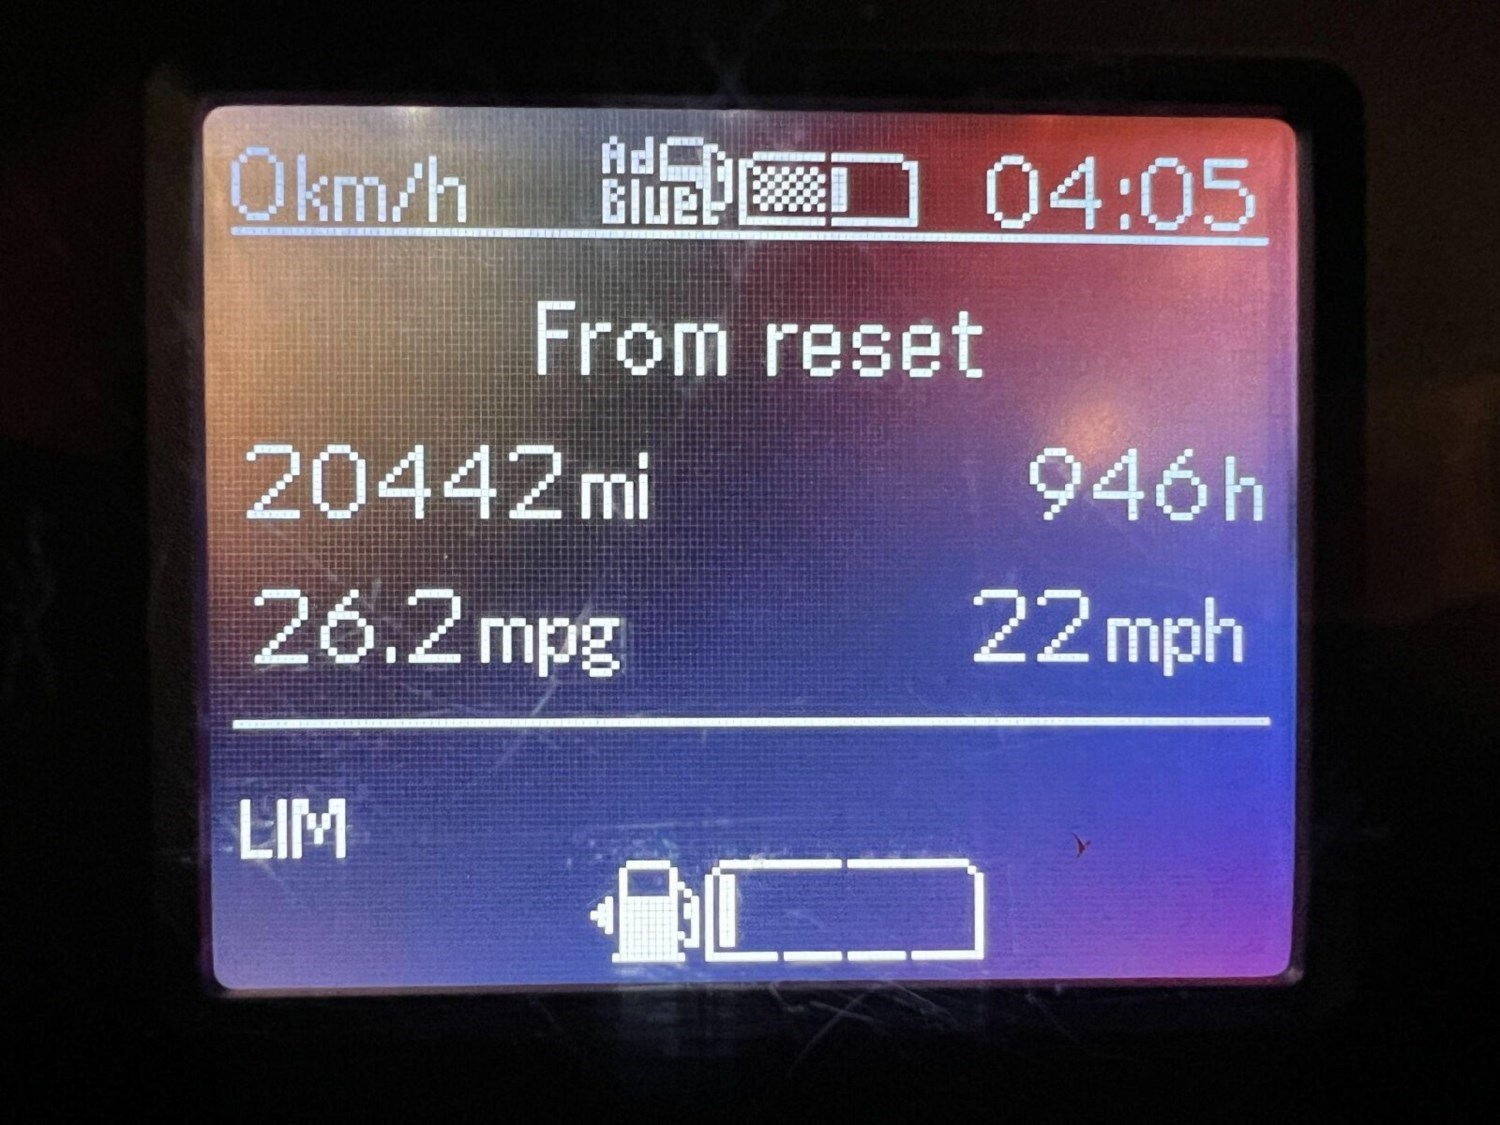 0km/h Ad Blue 04:05
From reset
20442mi 946h
26.2mpg 22mph
LIM